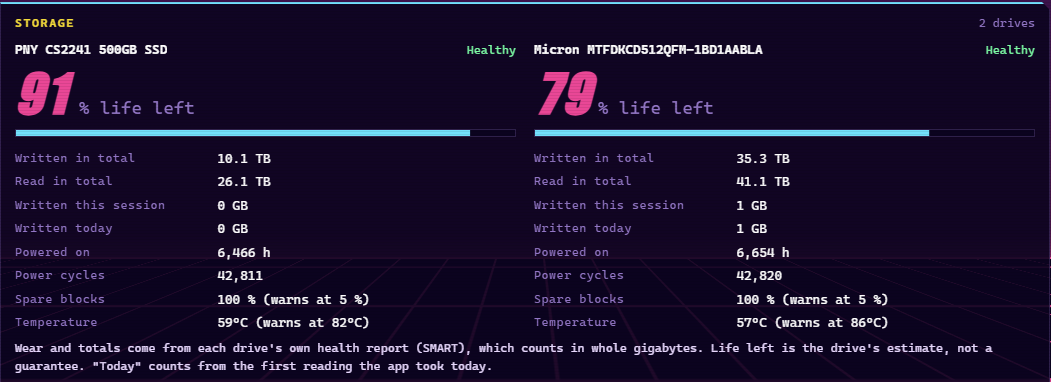 STORAGE 2 drives
PNY CS2241 500GB SSD Healthy
91 % life left
Written in total 10.1 TB
Read in total 26.1 TB
Written this session 0 GB
Written today 0 GB
Powered on 6,466 h
Power cycles 42,811
Spare blocks 100 % (warns at 5 %)
Temperature 59°C (warns at 82°C)
Micron MTFDKCD512QFM-1BD1AABLA Healthy
79 % life left
Written in total 35.3 TB
Read in total 41.1 TB
Written this session 1 GB
Written today 1 GB
Powered on 6,654 h
Power cycles 42,820
Spare blocks 100 % (warns at 5 %)
Temperature 57°C (warns at 86°C)
Wear and totals come from each drive's own health report (SMART), which counts in whole gigabytes. Life left is the drive's estimate, not a
guarantee. "Today" counts from the first reading the app took today.